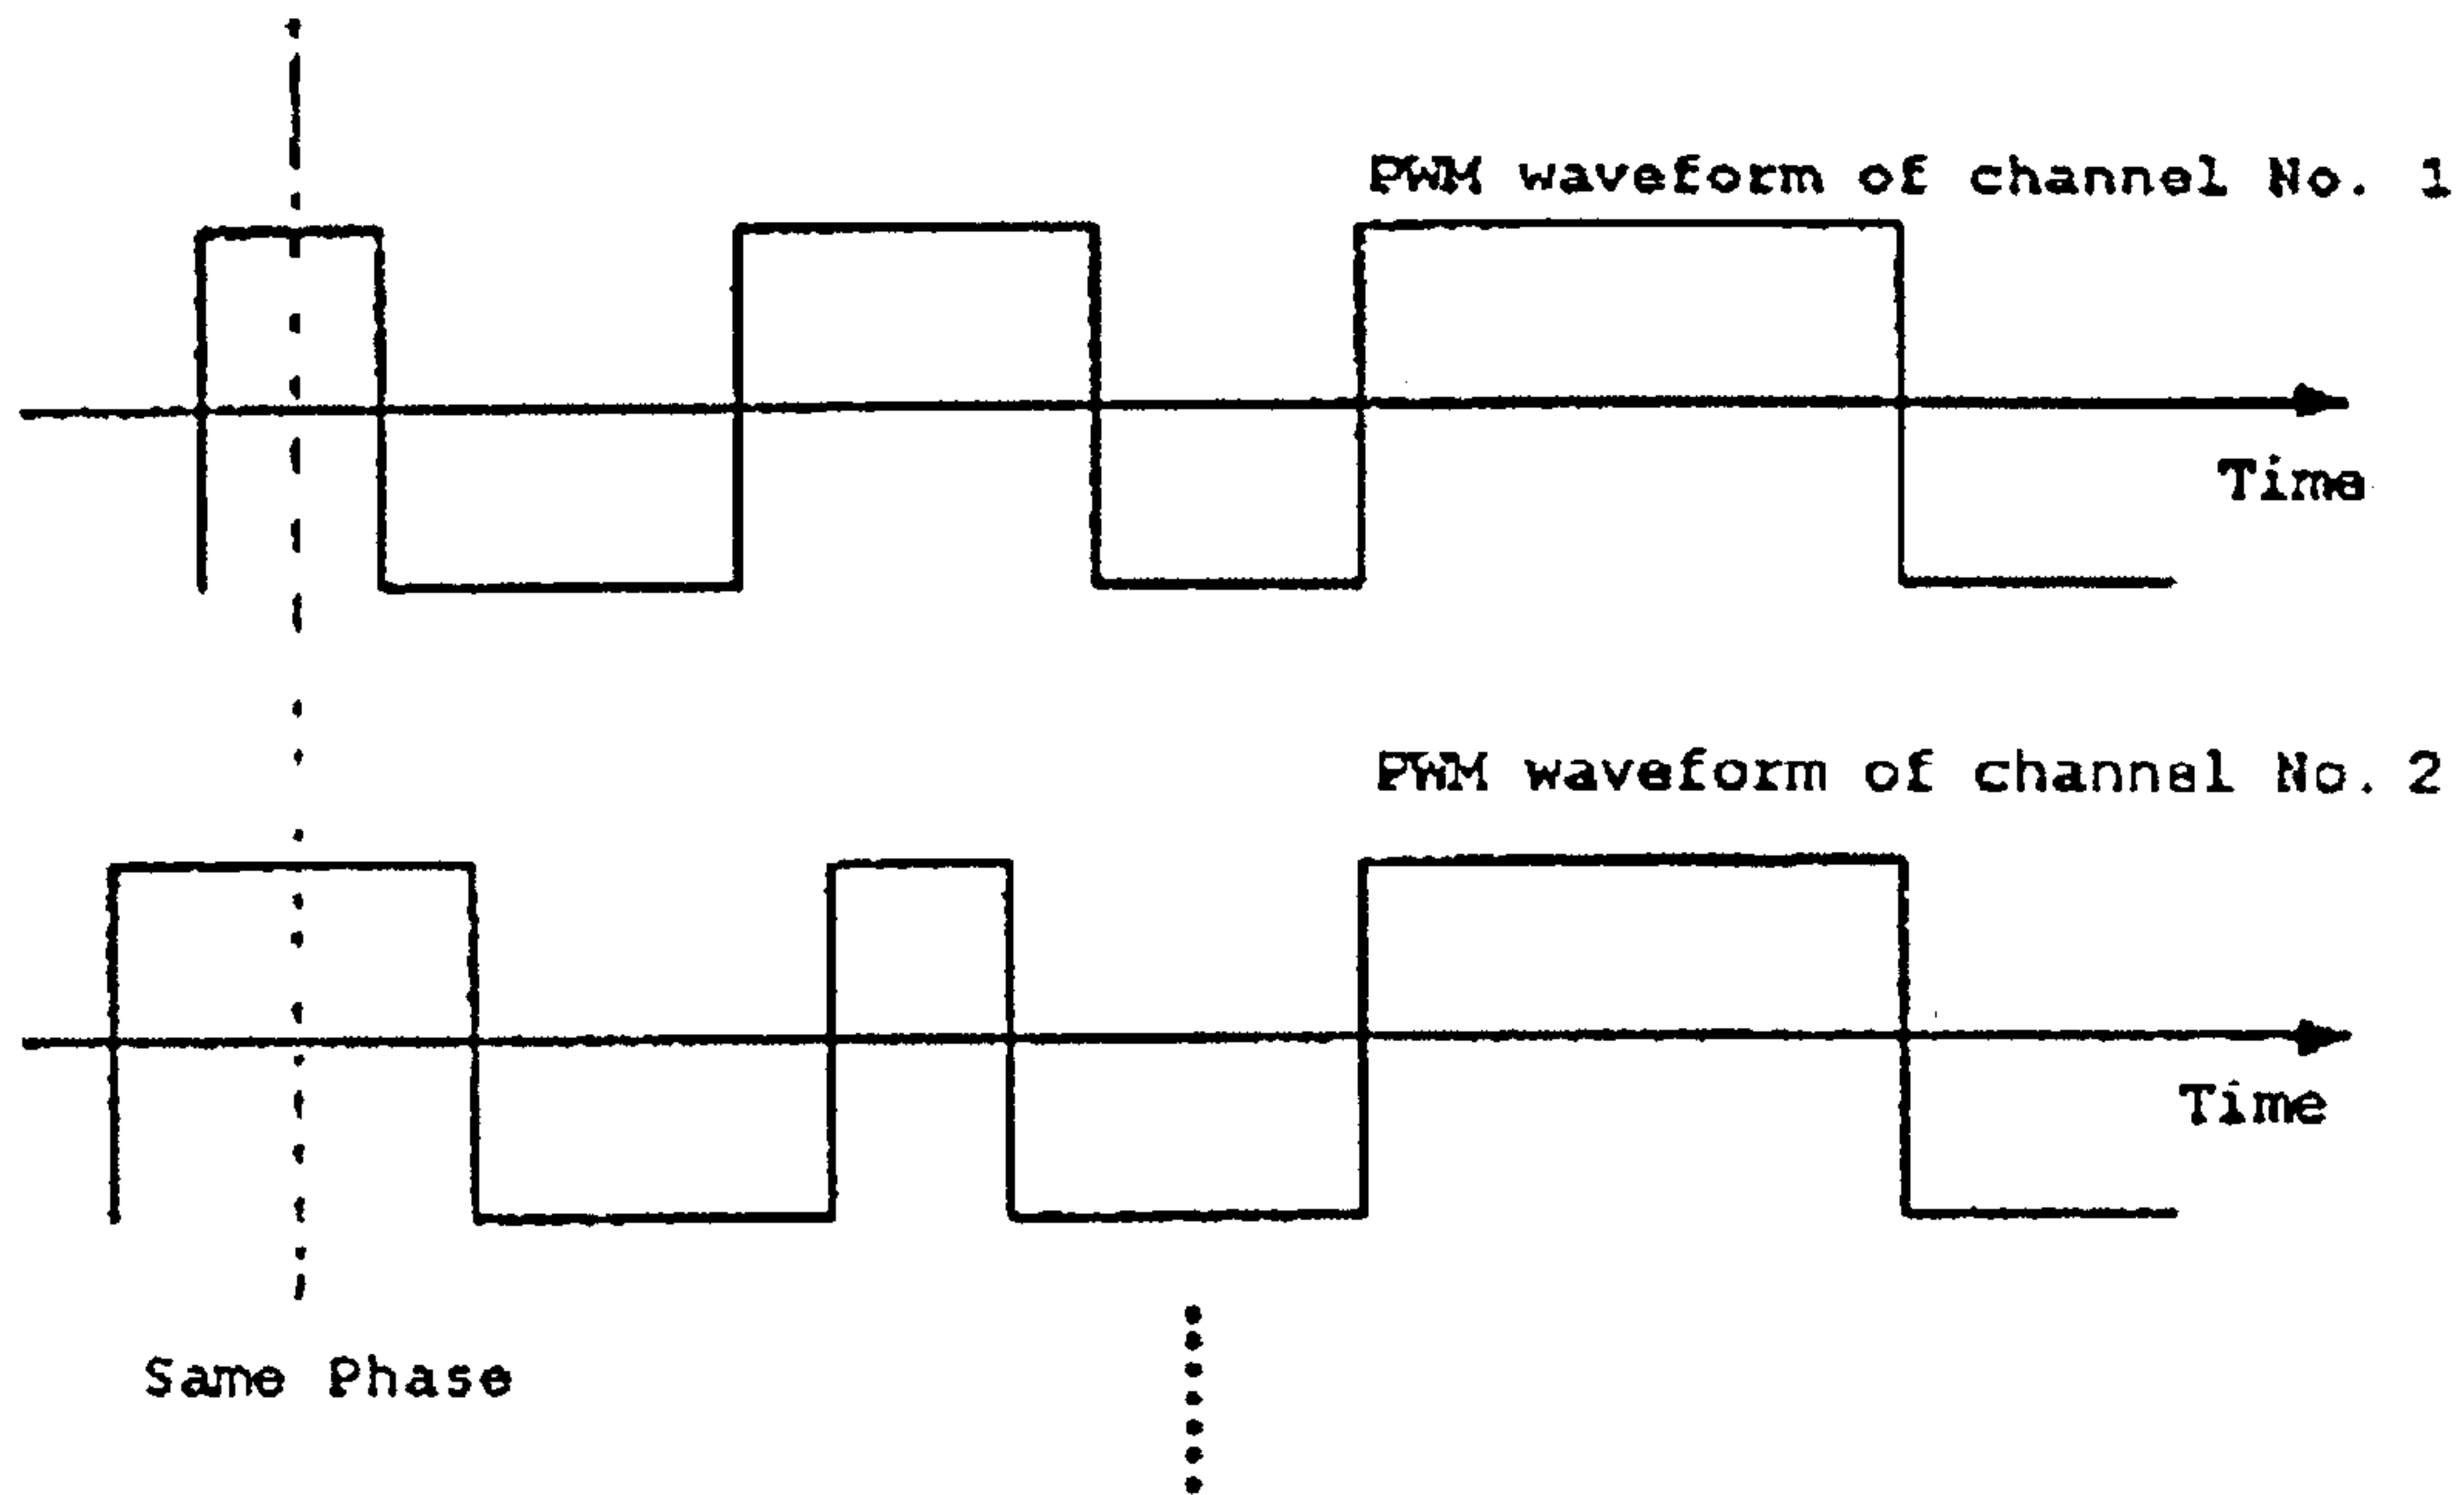 PWM waveform of channel No. 1
Time
PWM waveform of channel No. 2
Time
Same Phase